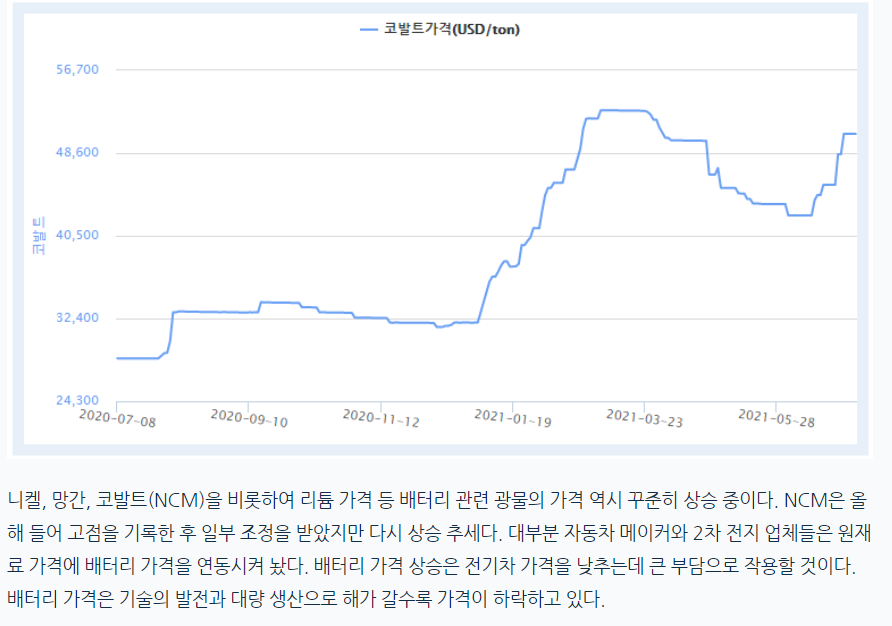 코발트가격(USD/ton)
56,700
48,600
40,500
32,400
24,300
코발트
2020-07-08
2020-09-10
2020-11-12
2021-01-19
2021-03-23
2021-05-28
니켈, 망간, 코발트(NCM)을 비롯하여 리튬 가격 등 배터리 관련 광물의 가격 역시 꾸준히 상승 중이다. NCM은 올
해 들어 고점을 기록한 후 일부 조정을 받았지만 다시 상승 추세다. 대부분 자동차 메이커와 2차 전지 업체들은 원재
료 가격에 배터리 가격을 연동시켜 놨다. 배터리 가격 상승은 전기차 가격을 낮추는데 큰 부담으로 작용할 것이다.
배터리 가격은 기술의 발전과 대량 생산으로 해가 갈수록 가격이 하락하고 있다.